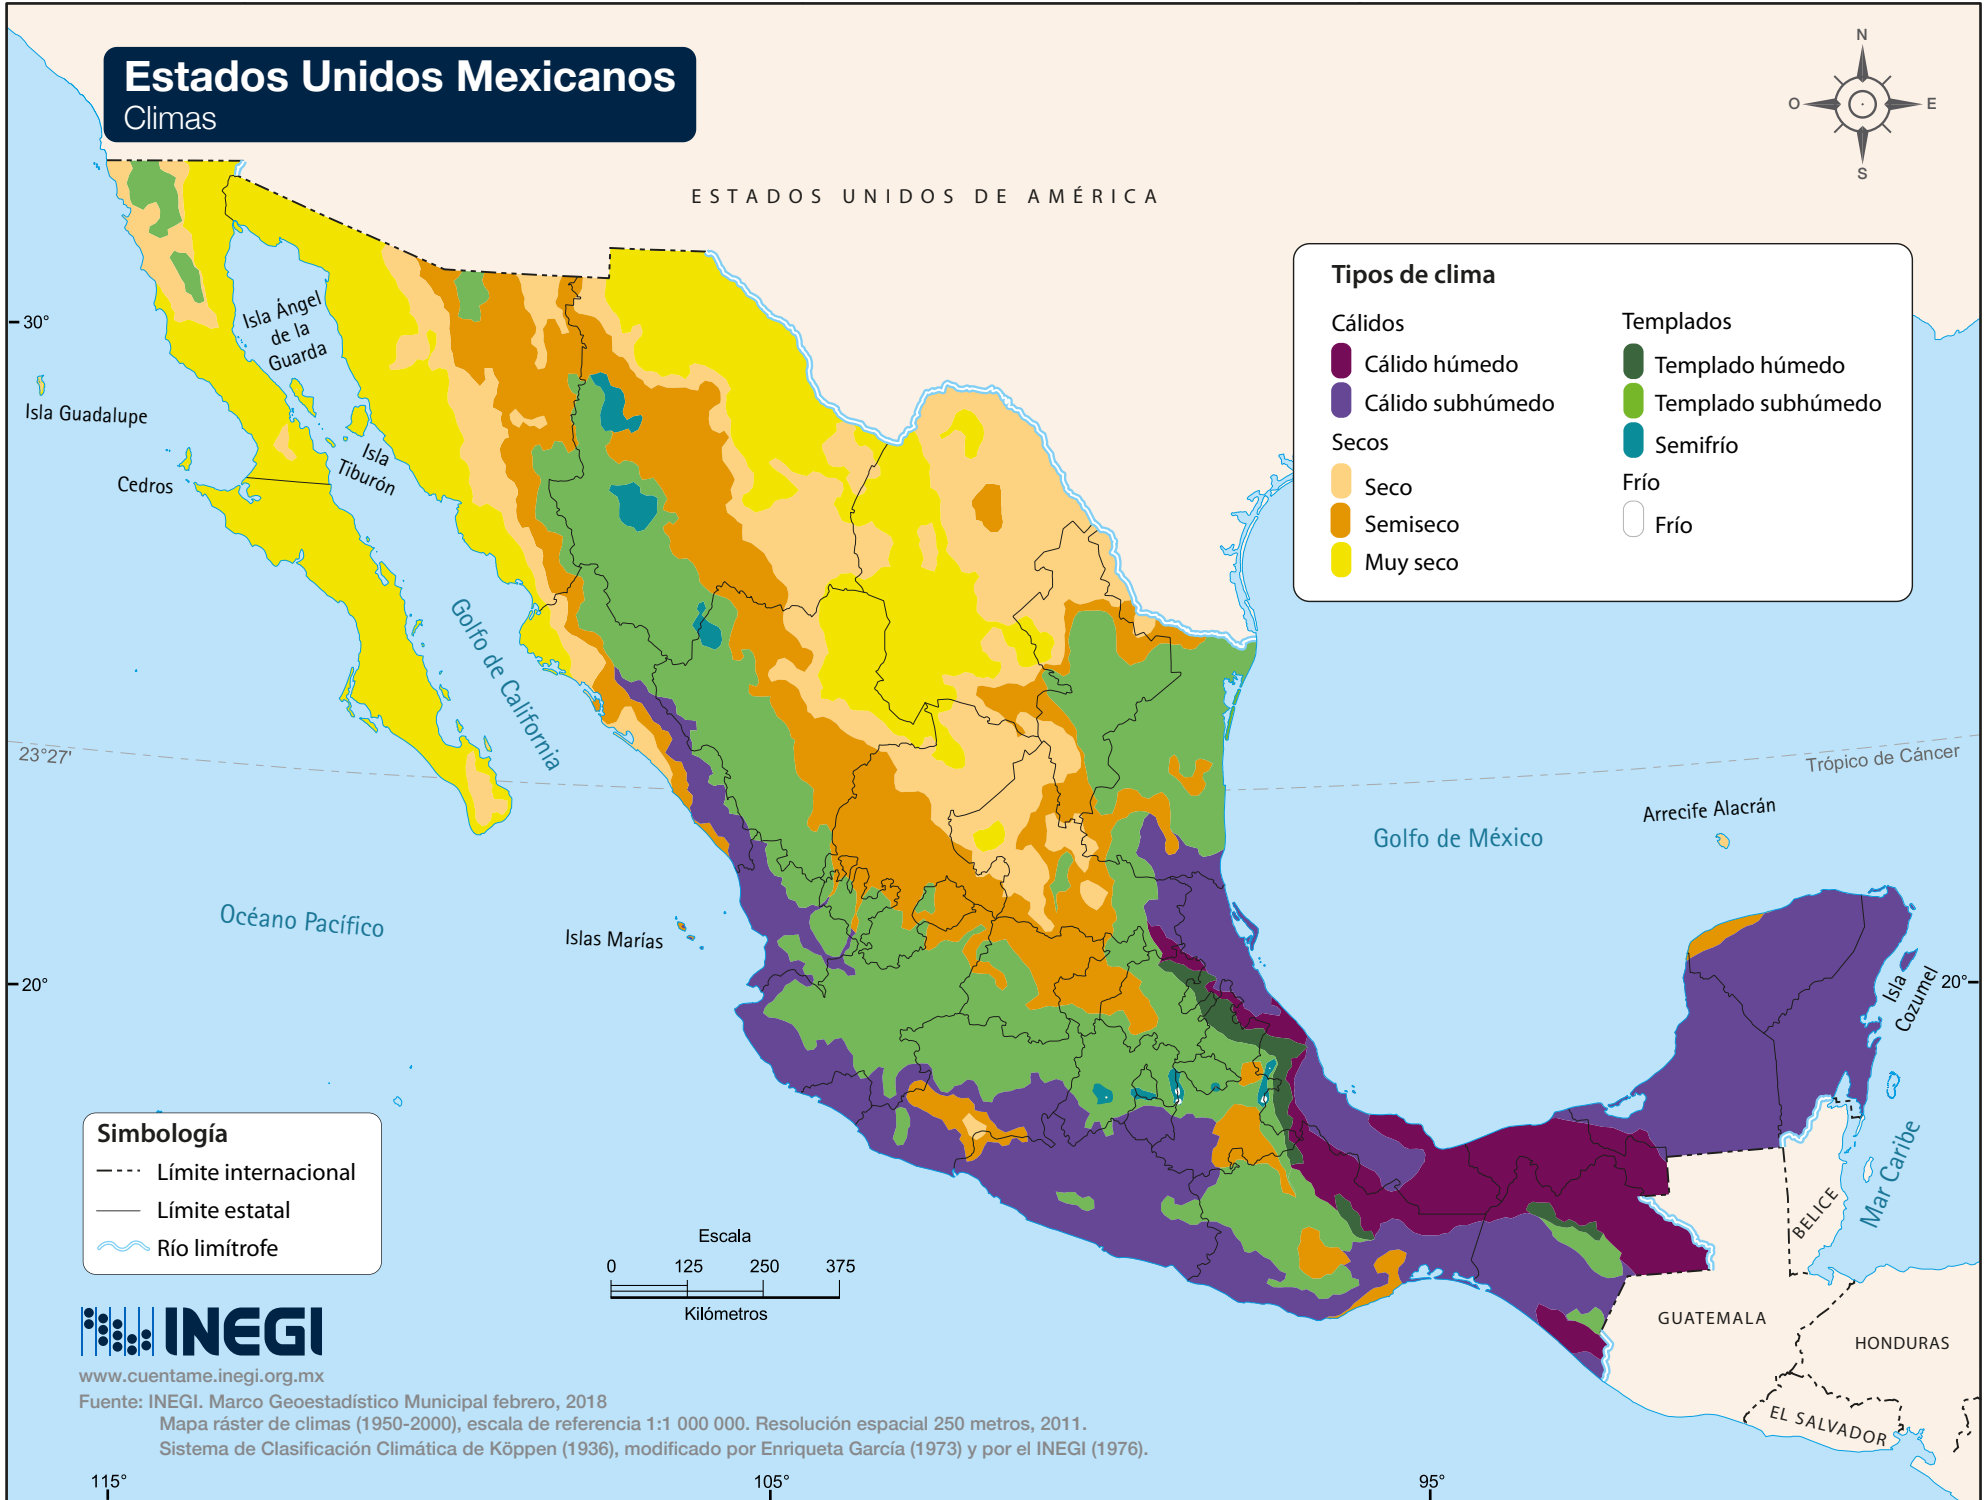 Estados Unidos Mexicanos
Climas
N
O
E
S
ESTADOS UNIDOS DE AMÉRICA
Tipos de clima
Cálidos
Cálido húmedo
Cálido subhúmedo
Secos
Seco
Semiseco
Muy seco
Templados
Templado húmedo
Templado subhúmedo
Semifrío
Frío
Frío
30°
Isla Ángel
de la
Guarda
Isla Guadalupe
Cedros
Isla
Tiburón
Golfo de California
23°27'
Trópico de Cáncer
Arrecife Alacrán
Golfo de México
Océano Pacífico
Islas Marías
20°
20°
Isla
Cozumel
Mar Caribe
BELICE
GUATEMALA
HONDURAS
EL SALVADOR
Simbología
Límite internacional
Límite estatal
Río limítrofe
Escala
0 125 250 375
Kilómetros
INEGI
www.cuentame.inegi.org.mx
Fuente: INEGI. Marco Geoestadístico Municipal febrero, 2018
Mapa ráster de climas (1950-2000), escala de referencia 1:1 000 000. Resolución espacial 250 metros, 2011.
Sistema de Clasificación Climática de Köppen (1936), modificado por Enriqueta García (1973) y por el INEGI (1976).
115°
105°
95°